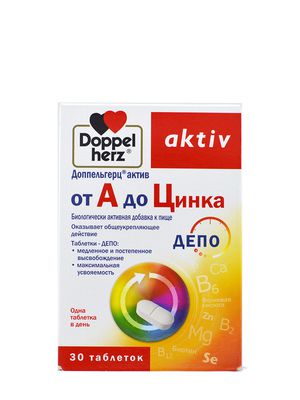 Doppel
herz®
aktiv
Доппельгерц® актив
от А до Цинка
Биологически активная добавка к пище
Оказывает общеукрепляющее
действие
Таблетки - ДЕПО:
• медленное и постепенное
высвобождение
• максимальная
усвояемость
ДЕПО
Ca
B6
Фолиевая
кислота
Zn
B2
Mg
B12
Биотин
Se
Одна
таблетка
в день
30 таблеток